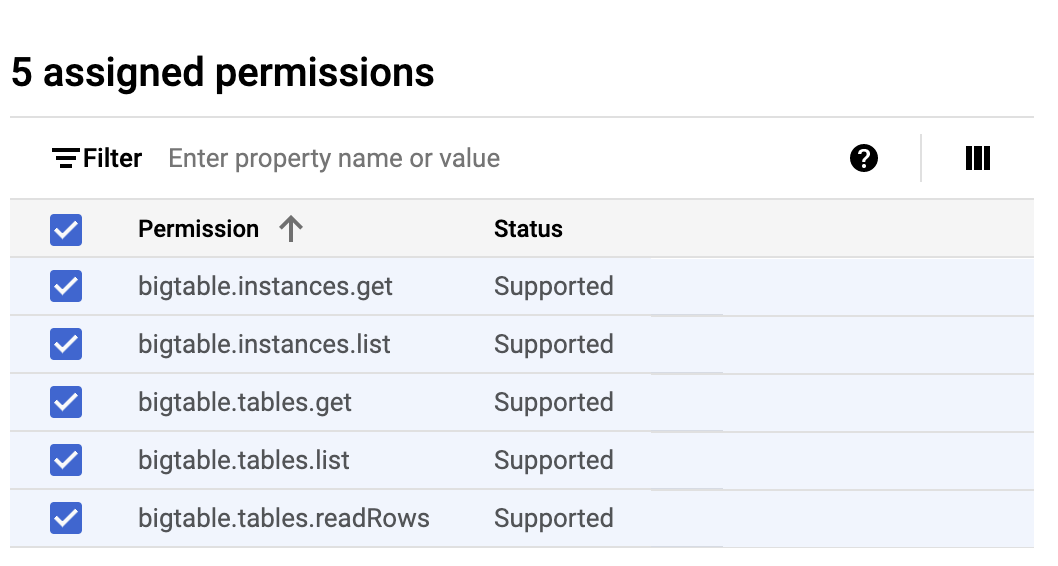 5 assigned permissions
Filter Enter property name or value
Permission Status
bigtable.instances.get Supported
bigtable.instances.list Supported
bigtable.tables.get Supported
bigtable.tables.list Supported
bigtable.tables.readRows Supported